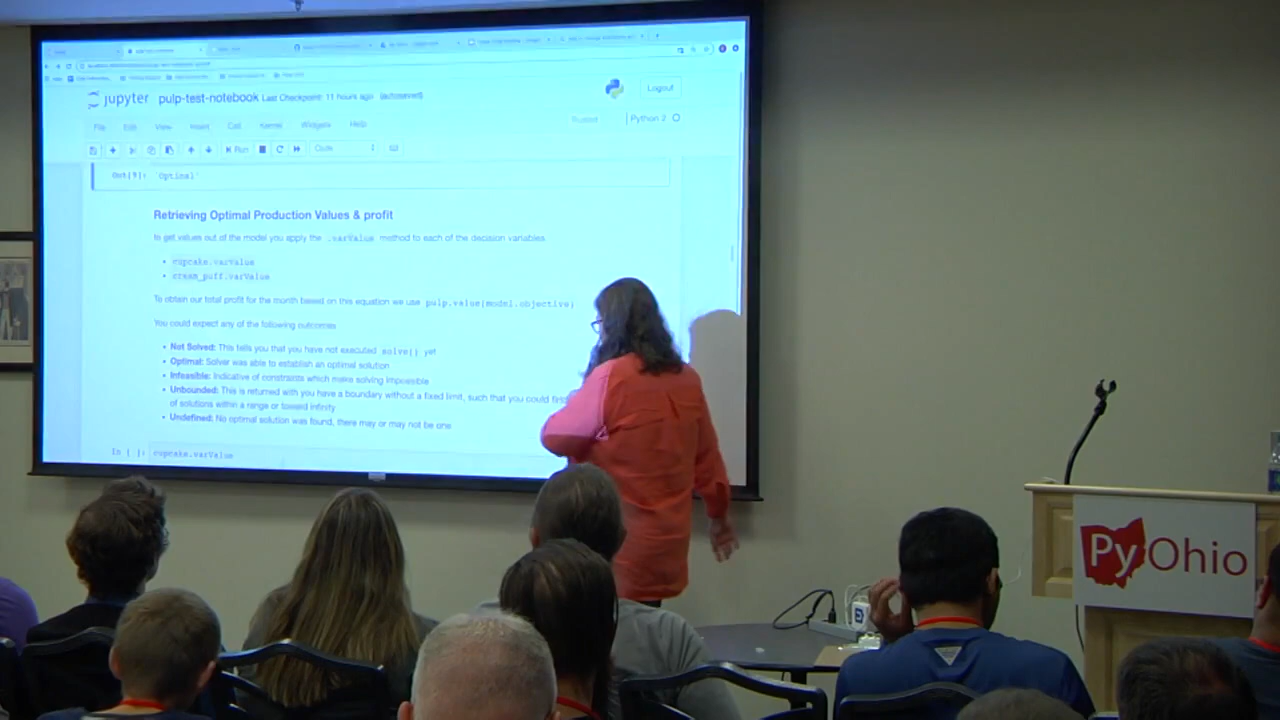 jupyter pulp-test-notebook Last Checkpoint: 11 hours ago (autosaved)
Logout
File Edit View Insert Cell Kernel Widgets Help
Trusted
Python 2
Run
Code
Out[9]: 'Optimal'
Retrieving Optimal Production Values & profit
To get values out of the model you apply the .varValue method to each of the decision variables.
• cupcake.varValue
• cream_puff.varValue
To obtain our total profit for the month based on this equation we use pulp.value(model.objective)
You could expect any of the following outcomes
• Not Solved: This tells you that you have not executed solve() yet
• Optimal: Solver was able to establish an optimal solution
• Infeasible: Indicative of constraints which make solving impossible
• Unbounded: This is returned with you have a boundary without a fixed limit, such that you could find
of solutions within a range or toward infinity
• Undefined: No optimal solution was found, there may or may not be one
In [ ]: cupcake.varValue
PyOhio